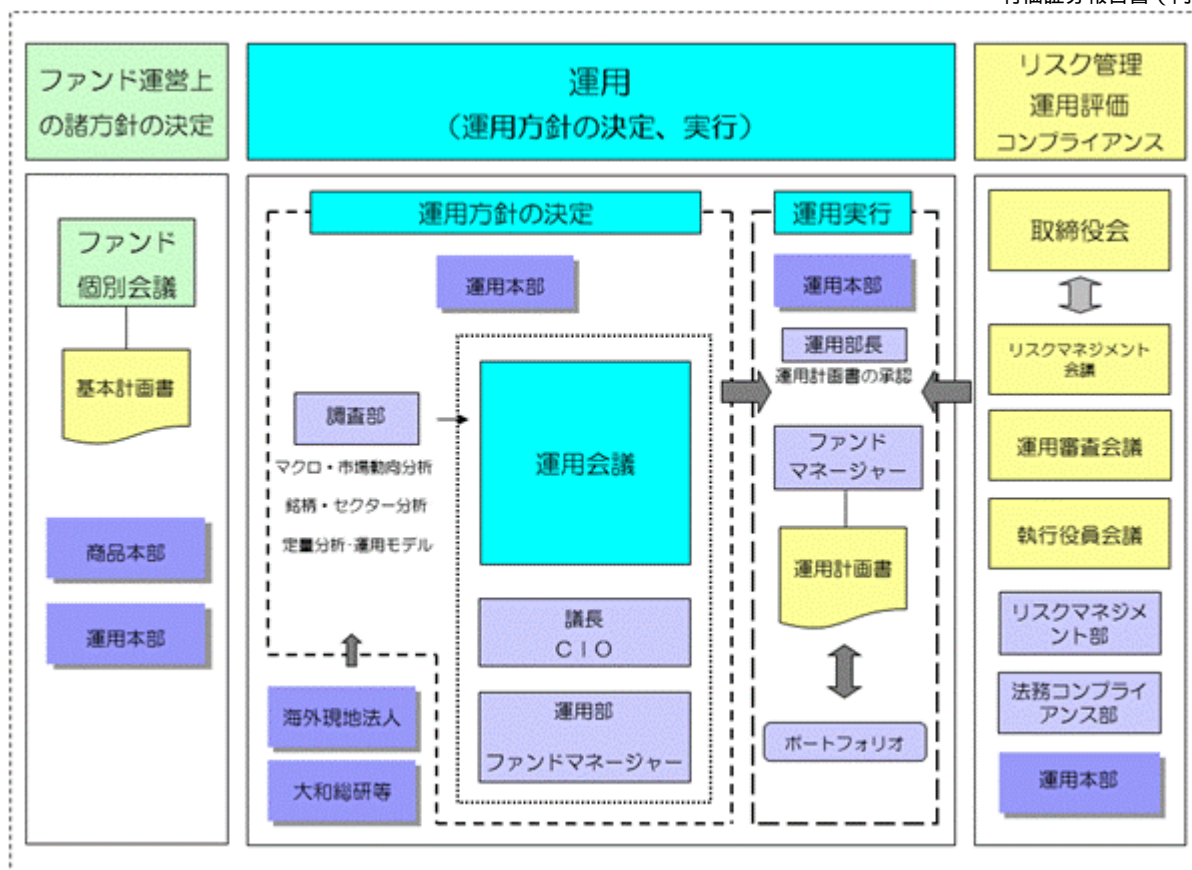 ファンド運営上
の諸方針の決定
ファンド
個別会議
基本計画書
商品本部
運用本部
運用
（運用方針の決定、実行）
運用方針の決定
運用本部
調査部
マクロ・市場動向分析
銘柄・セクター分析
定量分析・運用モデル
海外現地法人
大和総研等
運用会議
議長
ＣＩＯ
運用部
ファンドマネージャー
運用実行
運用本部
運用部長
運用計画書の承認
ファンド
マネージャー
運用計画書
ポートフォリオ
リスク管理
運用評価
コンプライアンス
取締役会
リスクマネジメント
会議
運用審査会議
執行役員会議
リスクマネジメ
ント部
法務コンプライ
アンス部
運用本部